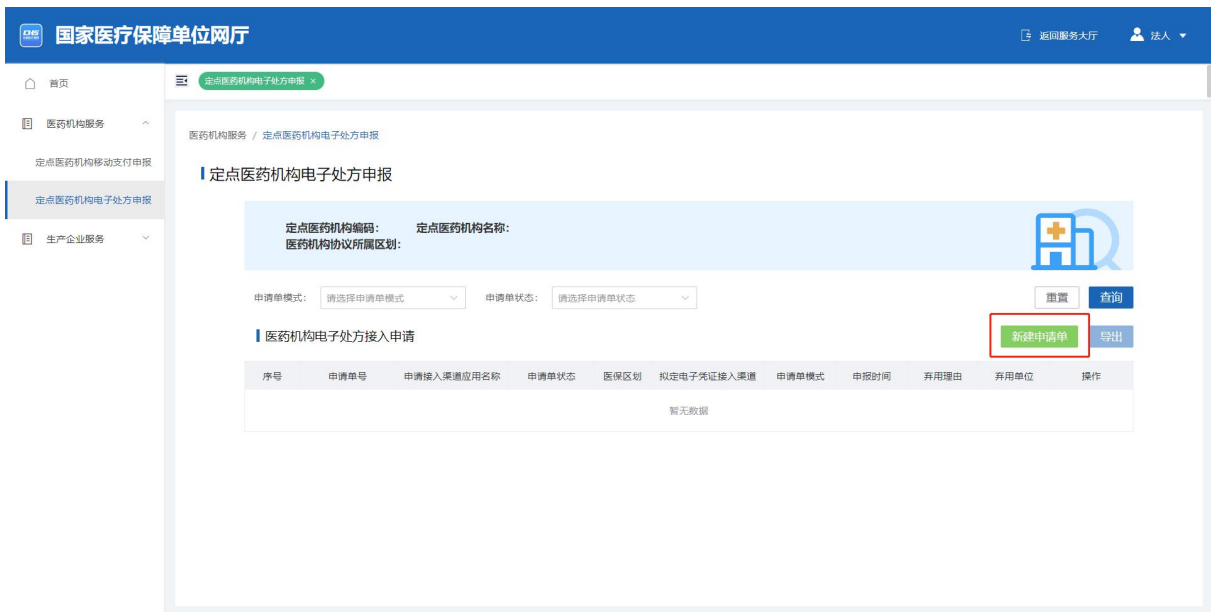 CHS 国家医疗保障单位网厅 返回服务大厅 法人
首页
定点医药机构电子处方申报 ×
医药机构服务
定点医药机构移动支付申报
定点医药机构电子处方申报
生产企业服务
医药机构服务 / 定点医药机构电子处方申报
定点医药机构电子处方申报
定点医药机构编码： 定点医药机构名称：
医药机构协议所属区划：
申请单模式： 请选择申请单模式 申请单状态： 请选择申请单状态 重置 查询
医药机构电子处方接入申请 新建申请单 导出
序号 申请单号 申请接入渠道应用名称 申请单状态 医保区划 拟定电子凭证接入渠道 申请单模式 申报时间 弃用理由 弃用单位 操作
暂无数据